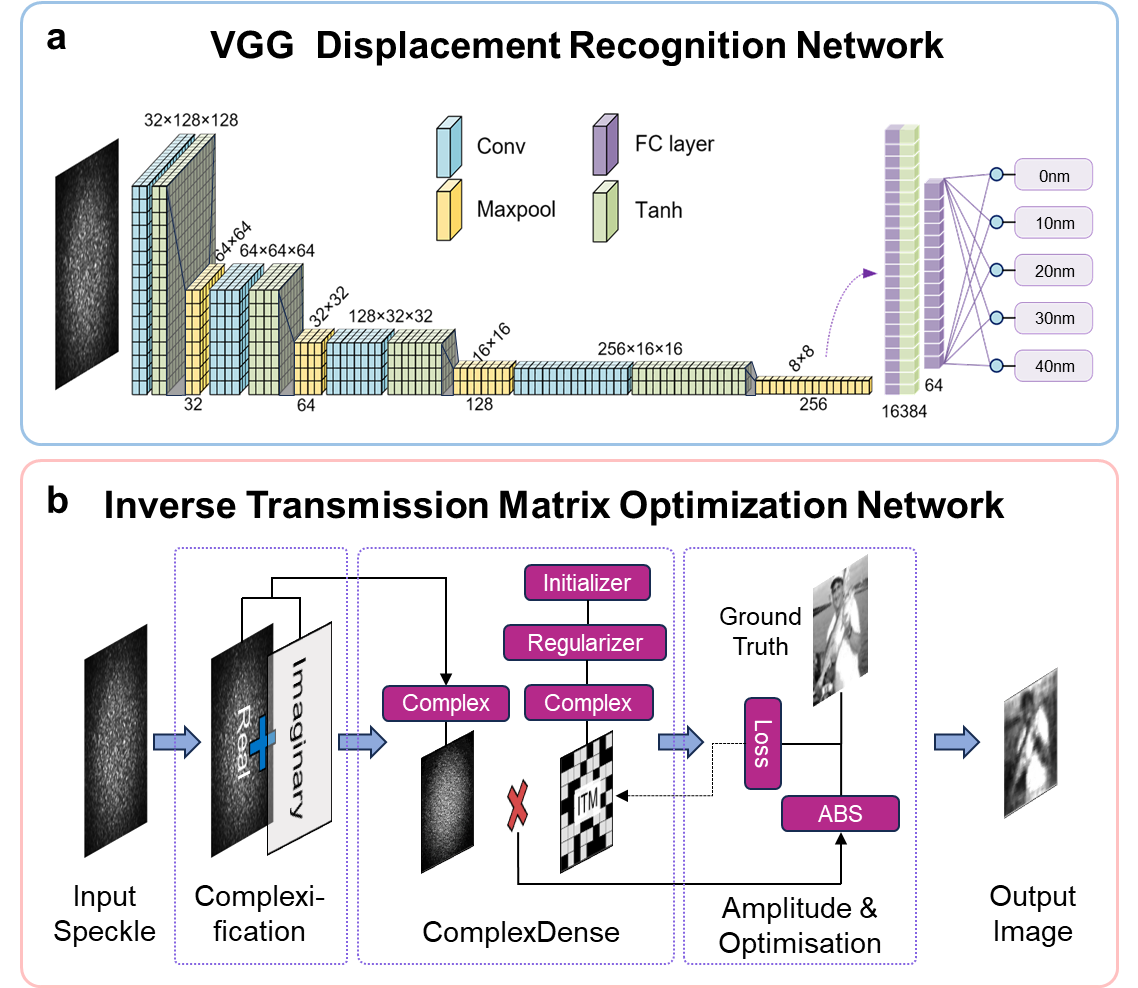 a
VGG Displacement Recognition Network
32×128×128
Conv
FC layer
Maxpool
Tanh
64×64
64×64×64
32×32
128×32×32
16×16
256×16×16
8×8
32
64
128
256
16384
64
0nm
10nm
20nm
30nm
40nm
b
Inverse Transmission Matrix Optimization Network
Initializer
Regularizer
Complex
Complex
Real
Imaginary
ITM
Ground
Truth
Loss
ABS
Input
Speckle
Complexi-
fication
ComplexDense
Amplitude &
Optimisation
Output
Image